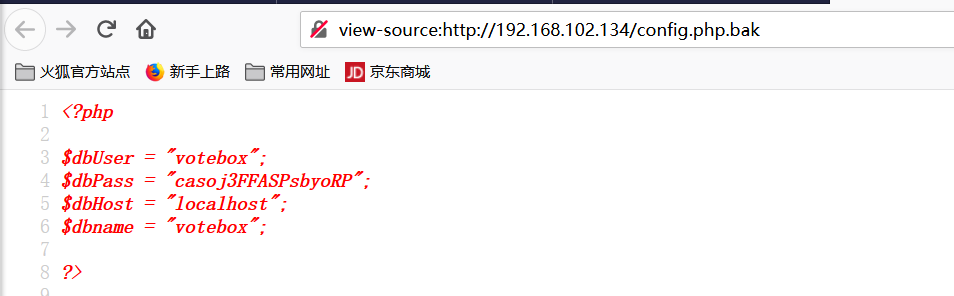 view-source:http://192.168.102.134/config.php.bak
火狐官方站点 新手上路 常用网址 JD 京东商城
1 <?php
2
3 $dbUser = "votebox";
4 $dbPass = "casoj3FFASPsbyoRP";
5 $dbHost = "localhost";
6 $dbname = "votebox";
7
8 ?>
9